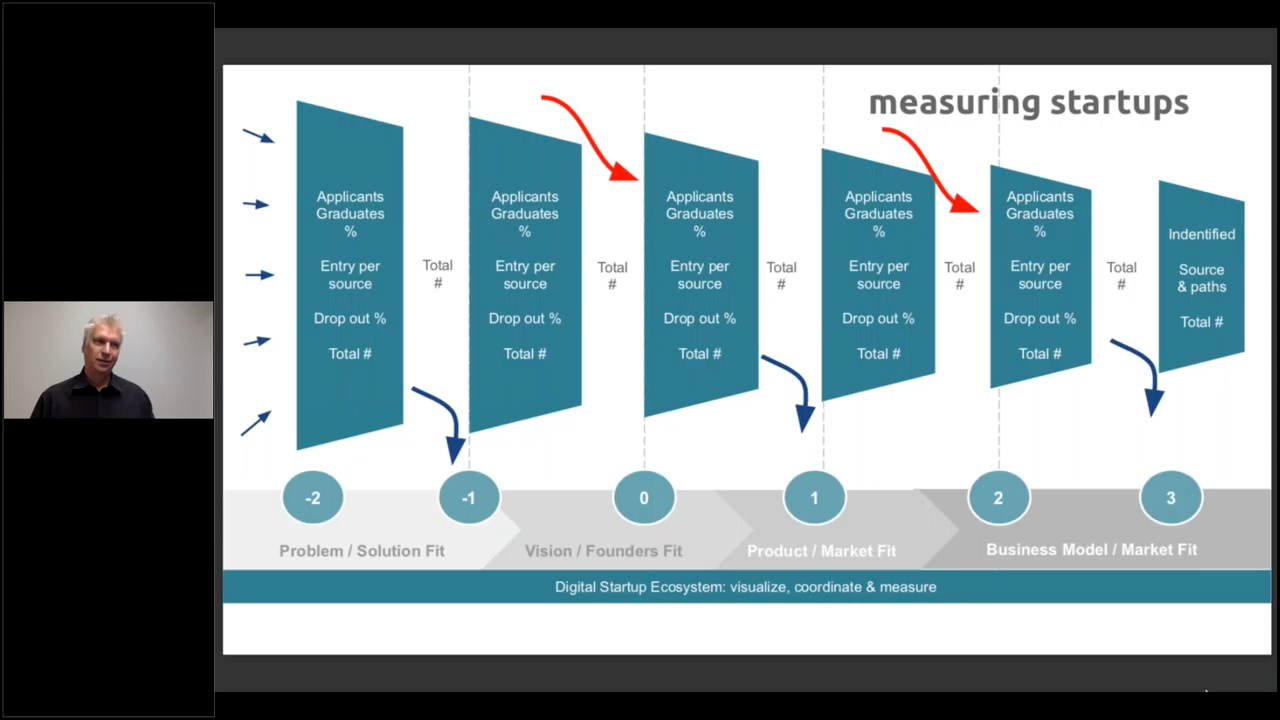 measuring startups
Applicants
Graduates
%
Entry per
source
Drop out %
Total #
Total
#
Applicants
Graduates
%
Entry per
source
Drop out %
Total #
Total
#
Applicants
Graduates
%
Entry per
source
Drop out %
Total #
Total
#
Applicants
Graduates
%
Entry per
source
Drop out %
Total #
Total
#
Applicants
Graduates
%
Entry per
source
Drop out %
Total #
Total
#
Indentified
Source
& paths
Total #
-2
-1
0
1
2
3
Problem / Solution Fit
Vision / Founders Fit
Product / Market Fit
Business Model / Market Fit
Digital Startup Ecosystem: visualize, coordinate & measure